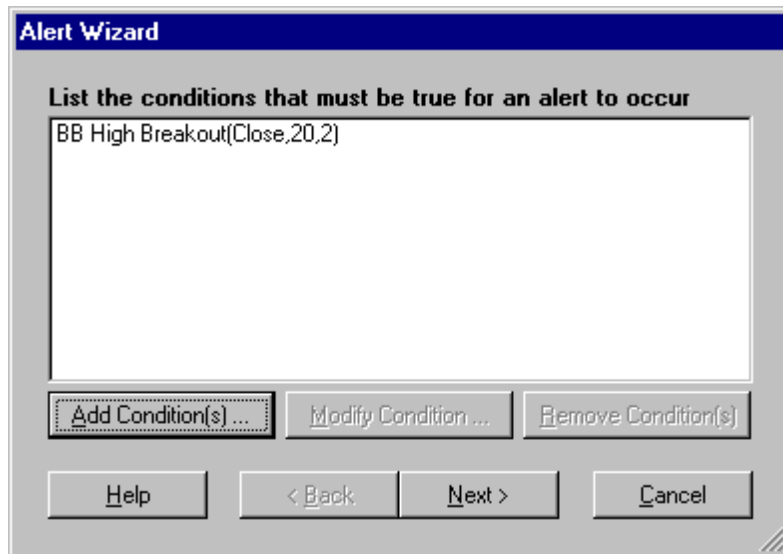 Alert Wizard
List the conditions that must be true for an alert to occur
BB High Breakout(Close,20,2)
Add Condition(s) ... Modify Condition ... Remove Condition(s)
Help < Back Next > Cancel